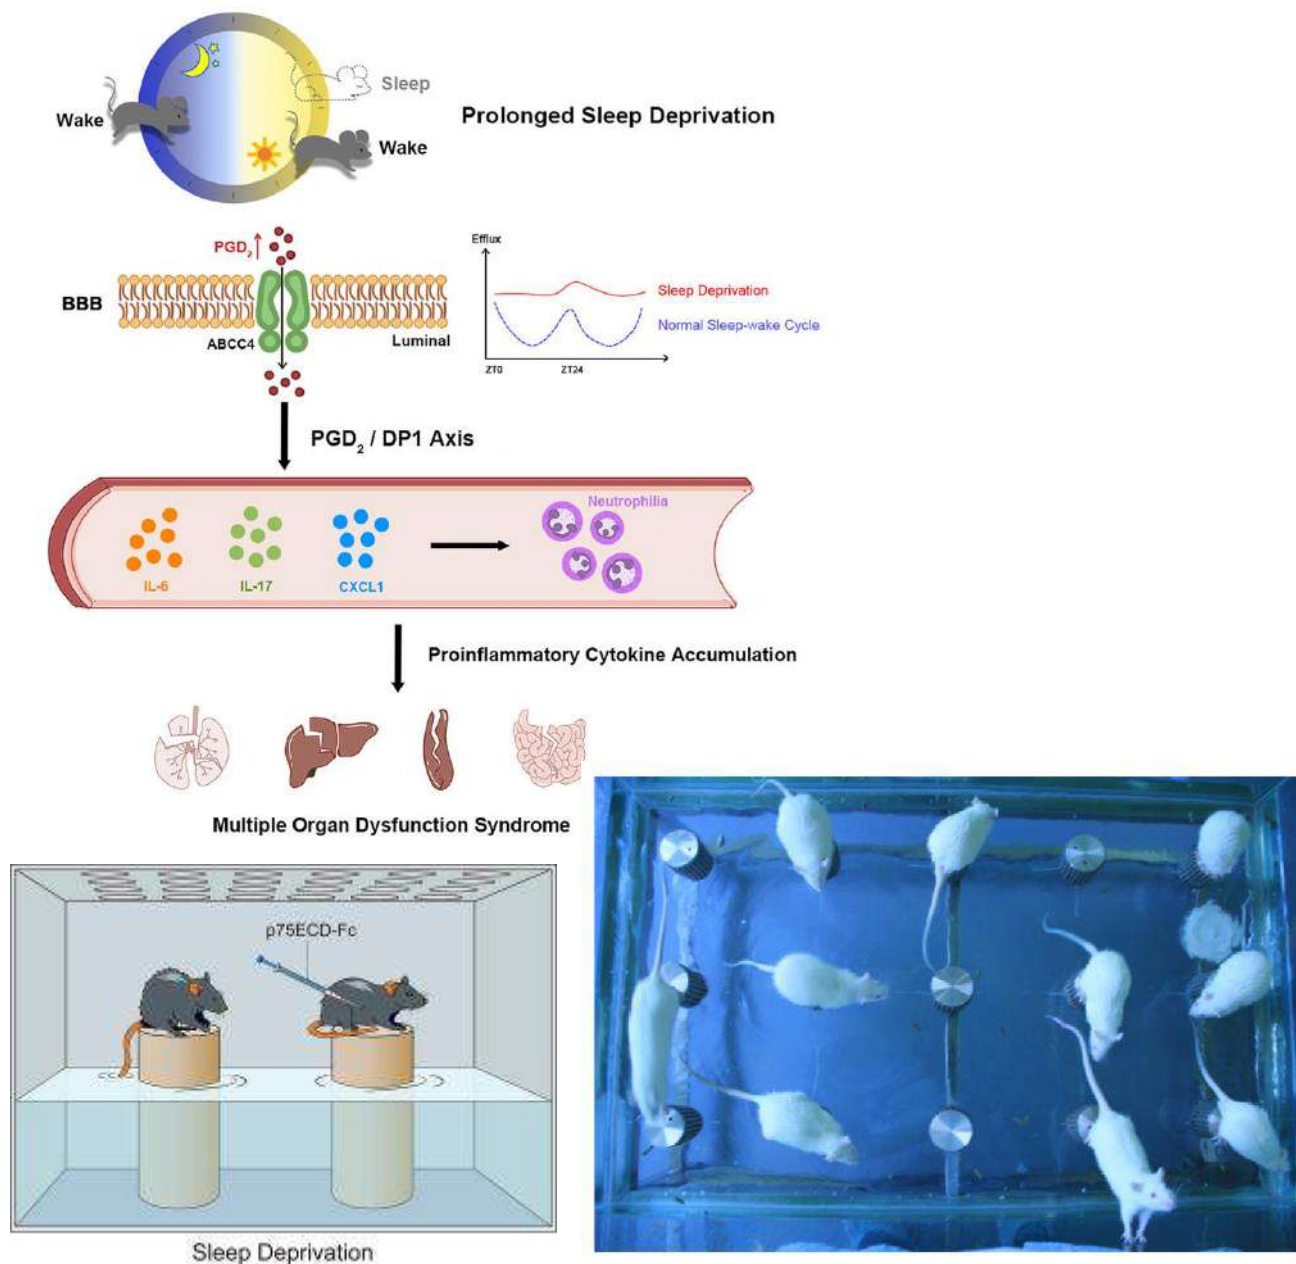 Sleep
Wake
Prolonged Sleep Deprivation
Wake
PGD₂
Efflux
BBB
Sleep Deprivation
Normal Sleep-wake Cycle
ABCC4
Luminal
ZT0
ZT24
PGD₂ / DP1 Axis
Neutrophilia
IL-6
IL-17
CXCL1
Proinflammatory Cytokine Accumulation
Multiple Organ Dysfunction Syndrome
p75ECD-Fc
Sleep Deprivation